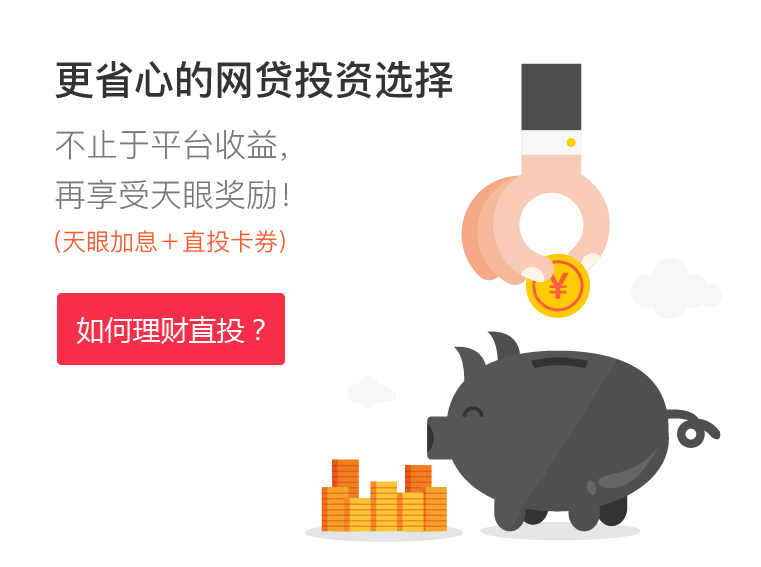 更省心的网贷投资选择
不止于平台收益，
再享受天眼奖励！
（天眼加息＋直投卡券）
如何理财直投？
¥